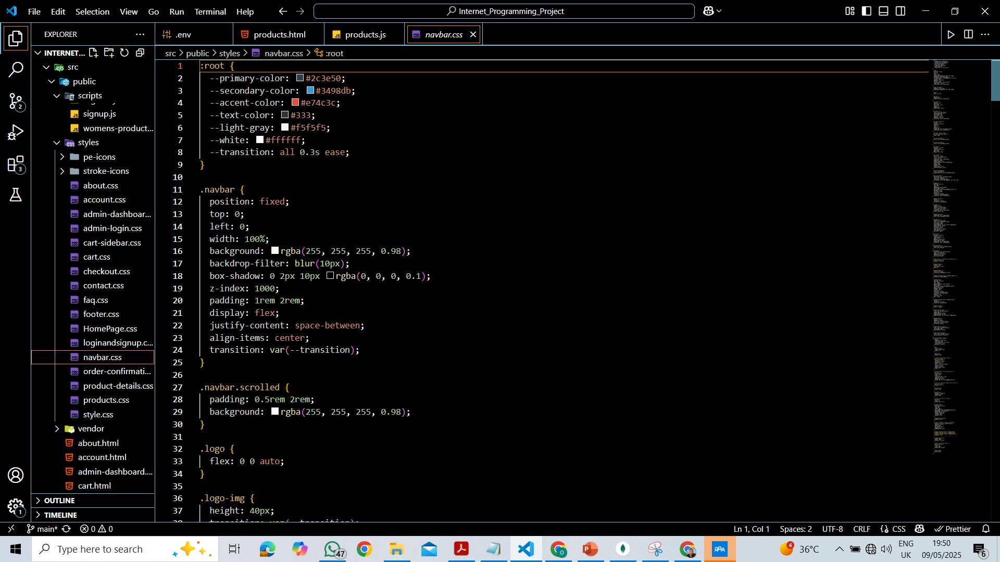 File Edit Selection View Go Run Terminal Help
Internet_Programming_Project
EXPLORER
.env
products.html
products.js
navbar.css
INTERNET...
src > public > styles > navbar.css > :root
src
public
scripts
signup.js
womens-product...
styles
pe-icons
stroke-icons
about.css
account.css
admin-dashboar...
admin-login.css
cart-sidebar.css
cart.css
checkout.css
contact.css
faq.css
footer.css
HomePage.css
loginandsignup.c...
navbar.css
order-confirmati...
product-details.css
products.css
style.css
vendor
about.html
account.html
admin-dashboard....
cart.html
OUTLINE
TIMELINE
1 :root {
2 --primary-color: #2c3e50;
3 --secondary-color: #3498db;
4 --accent-color: #e74c3c;
5 --text-color: #333;
6 --light-gray: #f5f5f5;
7 --white: #ffffff;
8 --transition: all 0.3s ease;
9 }
10
11 .navbar {
12 position: fixed;
13 top: 0;
14 left: 0;
15 width: 100%;
16 background: rgba(255, 255, 255, 0.98);
17 backdrop-filter: blur(10px);
18 box-shadow: 0 2px 10px rgba(0, 0, 0, 0.1);
19 z-index: 1000;
20 padding: 1rem 2rem;
21 display: flex;
22 justify-content: space-between;
23 align-items: center;
24 transition: var(--transition);
25 }
26
27 .navbar.scrolled {
28 padding: 0.5rem 2rem;
29 background: rgba(255, 255, 255, 0.98);
30 }
31
32 .logo {
33 flex: 0 0 auto;
34 }
35
36 .logo-img {
37 height: 40px;
2
3
1
main* 0 0
Ln 1, Col 1 Spaces: 2 UTF-8 CRLF CSS Prettier
Type here to search
47
4
36°C
ENG
UK
19:50
09/05/2025
6